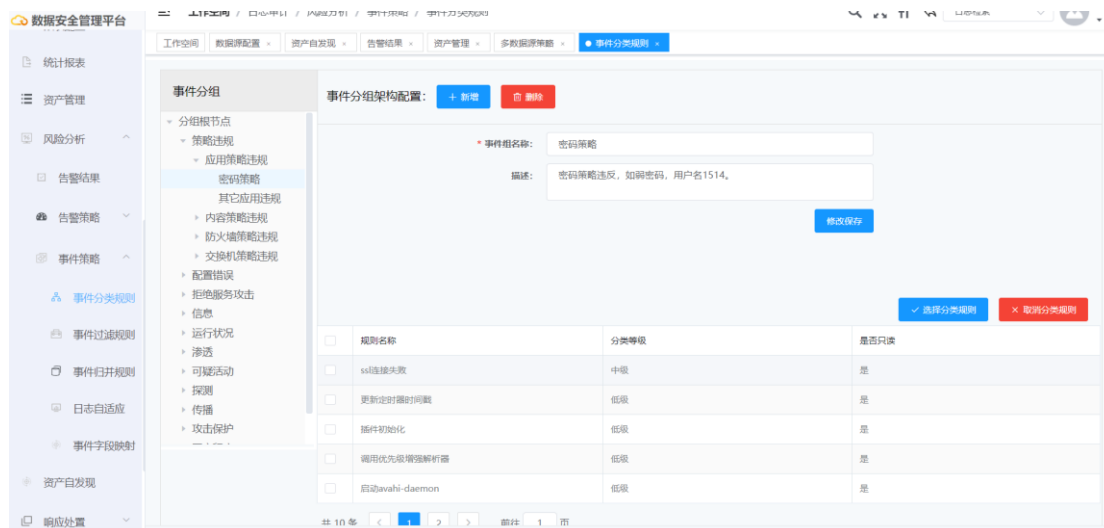 数据安全管理平台
工作空间 / 日志审计 / 风险分析 / 事件策略 / 事件分类规则
日志检索
工作空间 数据源配置 × 资产自发现 × 告警结果 × 资产管理 × 多数据源策略 × ● 事件分类规则 ×
统计报表
资产管理
风险分析
告警结果
告警策略
事件策略
事件分类规则
事件过滤规则
事件归并规则
日志自适应
事件字段映射
资产自发现
响应处置
事件分组
分组根节点
策略违规
应用策略违规
密码策略
其它应用违规
内容策略违规
防火墙策略违规
交换机策略违规
配置错误
拒绝服务攻击
信息
运行状况
渗透
可疑活动
探测
传播
攻击保护
事件分组架构配置: + 新增 删除
* 事件组名称: 密码策略
描述: 密码策略违反，如弱密码，用户名1514。
修改保存
✓ 选择分类规则 × 取消分类规则
规则名称 分类等级 是否只读
ssl连接失败 中级 是
更新定时器时间戳 低级 是
插件初始化 低级 是
调用优先级增强解析器 低级 是
启动avahi-daemon 低级 是
共 10 条 < 1 2 > 前往 1 页